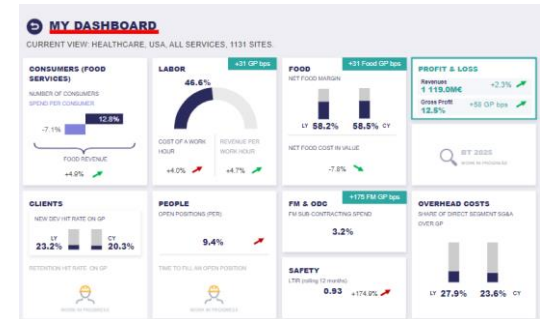 MY DASHBOARD
CURRENT VIEW: HEALTHCARE, USA, ALL SERVICES, 1131 SITES.
CONSUMERS (FOOD SERVICES)
NUMBER OF CONSUMERS
SPEND PER CONSUMER
12.8%
-7.1%
FOOD REVENUE
+4.9%
LABOR
+31 GP bps
46.6%
COST OF A WORK HOUR
+4.0%
REVENUE PER WORK HOUR
+4.7%
FOOD
+31 Food GP bps
NET FOOD MARGIN
LY 58.2% 58.5% CY
NET FOOD COST IN VALUE
-7.8%
PROFIT & LOSS
Revenues
1 119.0M€
+2.3%
Gross Profit
12.5%
+50 GP bps
BT 2025
WORK IN PROGRESS
CLIENTS
NEW DEV HIT RATE ON GP
LY
23.2%
CY
20.3%
RETENTION HIT RATE ON GP
WORK IN PROGRESS
PEOPLE
OPEN POSITIONS (PER)
9.4%
TIME TO FILL AN OPEN POSITION
WORK IN PROGRESS
FM & ODC
+175 FM GP bps
FM SUB-CONTRACTING SPEND
3.2%
SAFETY
LTIR (rolling 12 months)
0.93 +174.9%
OVERHEAD COSTS
SHARE OF DIRECT SEGMENT SG&A
OVER GP
LY 27.9% 23.6% CY